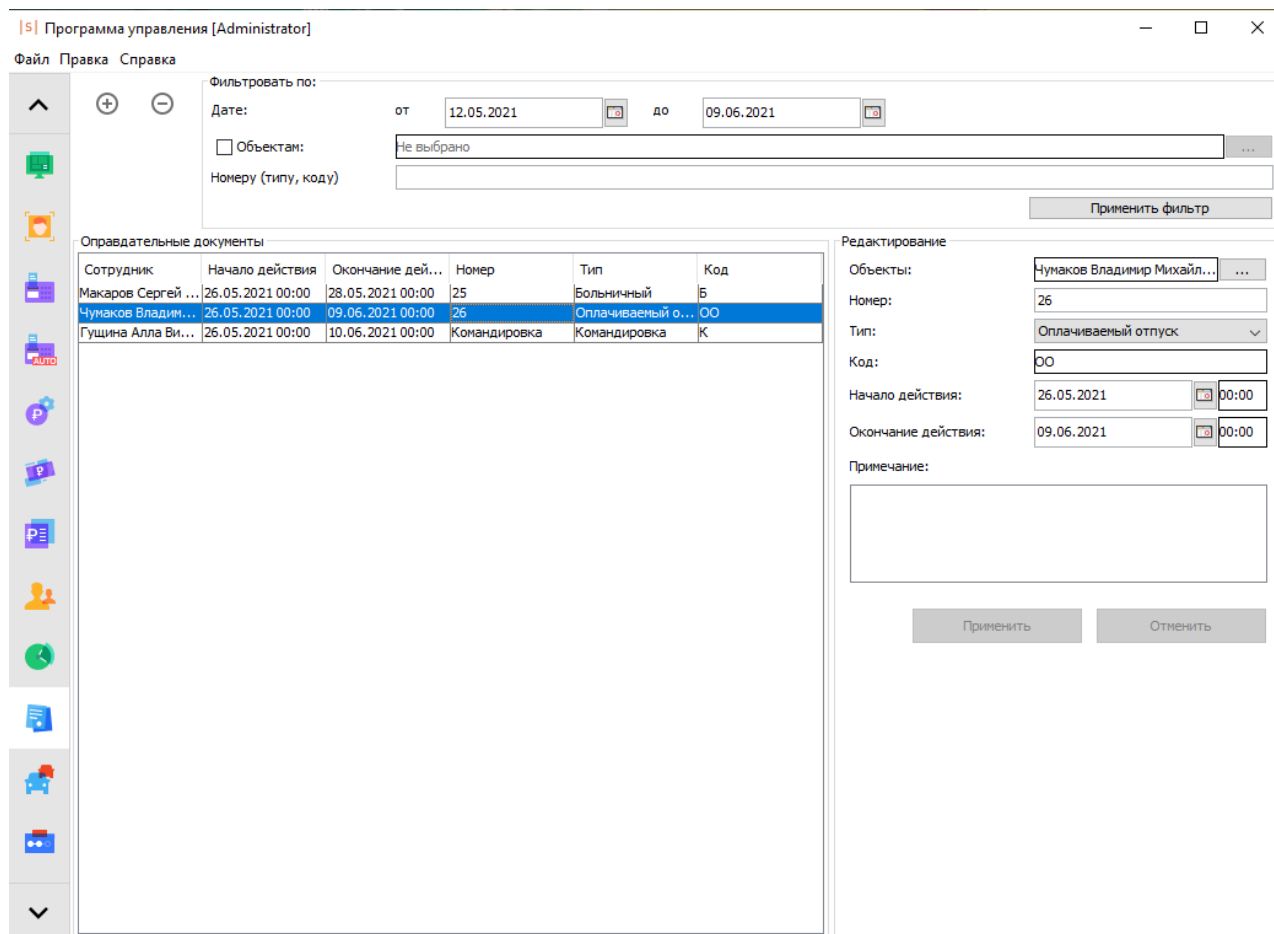 |S| Программа управления [Administrator]
Файл Правка Справка
Фильтровать по:
Дате: от 12.05.2021 до 09.06.2021
Объектам: Не выбрано ...
Номеру (типу, коду)
Применить фильтр
Оправдательные документы
Сотрудник Начало действия Окончание дей... Номер Тип Код
Макаров Сергей ... 26.05.2021 00:00 28.05.2021 00:00 25 Больничный Б
Чумаков Владим... 26.05.2021 00:00 09.06.2021 00:00 26 Оплачиваемый о... ОО
Гущина Алла Ви... 26.05.2021 00:00 10.06.2021 00:00 Командировка Командировка К
Редактирование
Объекты: Чумаков Владимир Михайл... ...
Номер: 26
Тип: Оплачиваемый отпуск
Код: ОО
Начало действия: 26.05.2021 00:00
Окончание действия: 09.06.2021 00:00
Примечание:
Применить Отменить
AUTO